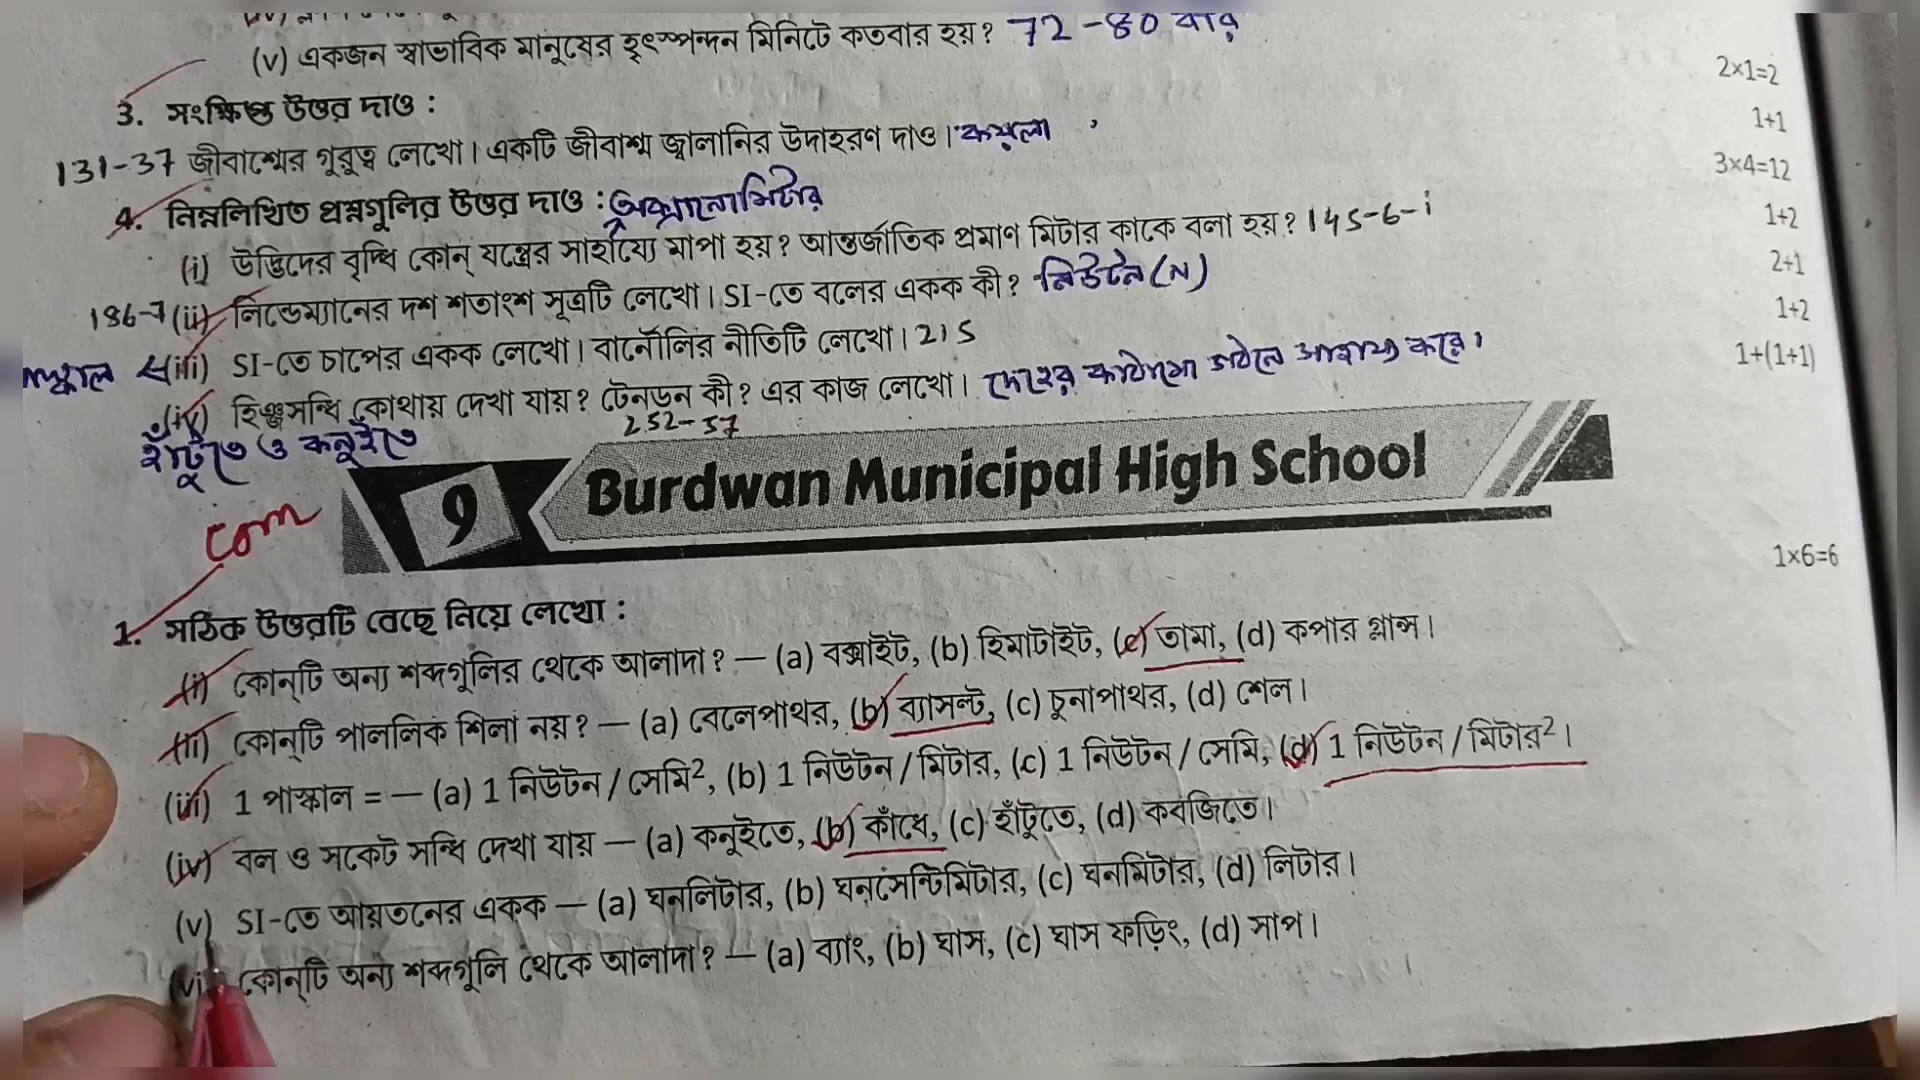 (v) একজন স্বাভাবিক মানুষের হৃৎস্পন্দন মিনিটে কতবার হয়? 72-80 বার
3. সংক্ষিপ্ত উত্তর দাও : 2×1=2
131-37 জীবাশ্মের গুরুত্ব লেখো। একটি জীবাশ্ম জ্বালানির উদাহরণ দাও। কয়লা 1+1
4. নিম্নলিখিত প্রশ্নগুলির উত্তর দাও : অক্সানোমিটার 3×4=12
(i) উদ্ভিদের বৃদ্ধি কোন্ যন্ত্রের সাহায্যে মাপা হয়? আন্তর্জাতিক প্রমাণ মিটার কাকে বলা হয়? 145-6-i 1+2
186-7 (ii) লিন্ডেম্যানের দশ শতাংশ সূত্রটি লেখো। SI-তে বলের একক কী? নিউটন (N) 2+1
(iii) SI-তে চাপের একক লেখো। বার্নৌলির নীতিটি লেখো। 215 1+2
(iv) হিঞ্জসন্ধি কোথায় দেখা যায়? টেনডন কী? এর কাজ লেখো। দেহের কাঠামো গঠনে সাহায্য করে। 1+(1+1)
হাঁটুতে ও কনুইতে 252-57
9 Burdwan Municipal High School
com
1. সঠিক উত্তরটি বেছে নিয়ে লেখো : 1×6=6
(i) কোন্‌টি অন্য শব্দগুলির থেকে আলাদা? — (a) বক্সাইট, (b) হিমাটাইট, (c) তামা, (d) কপার গ্লান্স।
(ii) কোন্‌টি পাললিক শিলা নয়? — (a) বেলেপাথর, (b) ব্যাসল্ট, (c) চুনাপাথর, (d) শেল।
(iii) 1 পাস্কাল = — (a) 1 নিউটন / সেমি², (b) 1 নিউটন / মিটার, (c) 1 নিউটন / সেমি, (d) 1 নিউটন / মিটার²।
(iv) বল ও সকেট সন্ধি দেখা যায় — (a) কনুইতে, (b) কাঁধে, (c) হাঁটুতে, (d) কবজিতে।
(v) SI-তে আয়তনের একক — (a) ঘনলিটার, (b) ঘনসেন্টিমিটার, (c) ঘনমিটার, (d) লিটার।
(vi) কোন্‌টি অন্য শব্দগুলি থেকে আলাদা? — (a) ব্যাং, (b) ঘাস, (c) ঘাস ফড়িং, (d) সাপ।